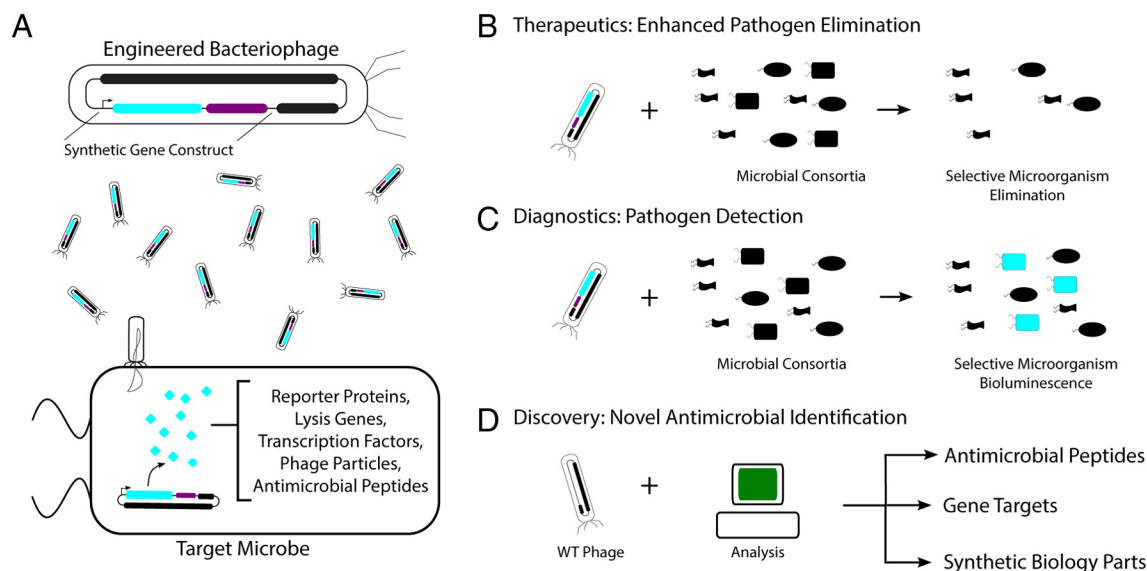 A
Engineered Bacteriophage
Synthetic Gene Construct
Reporter Proteins,
Lysis Genes,
Transcription Factors,
Phage Particles,
Antimicrobial Peptides
Target Microbe
B Therapeutics: Enhanced Pathogen Elimination
+
Microbial Consortia
Selective Microorganism
Elimination
C Diagnostics: Pathogen Detection
+
Microbial Consortia
Selective Microorganism
Bioluminescence
D Discovery: Novel Antimicrobial Identification
+
WT Phage
Analysis
Antimicrobial Peptides
Gene Targets
Synthetic Biology Parts